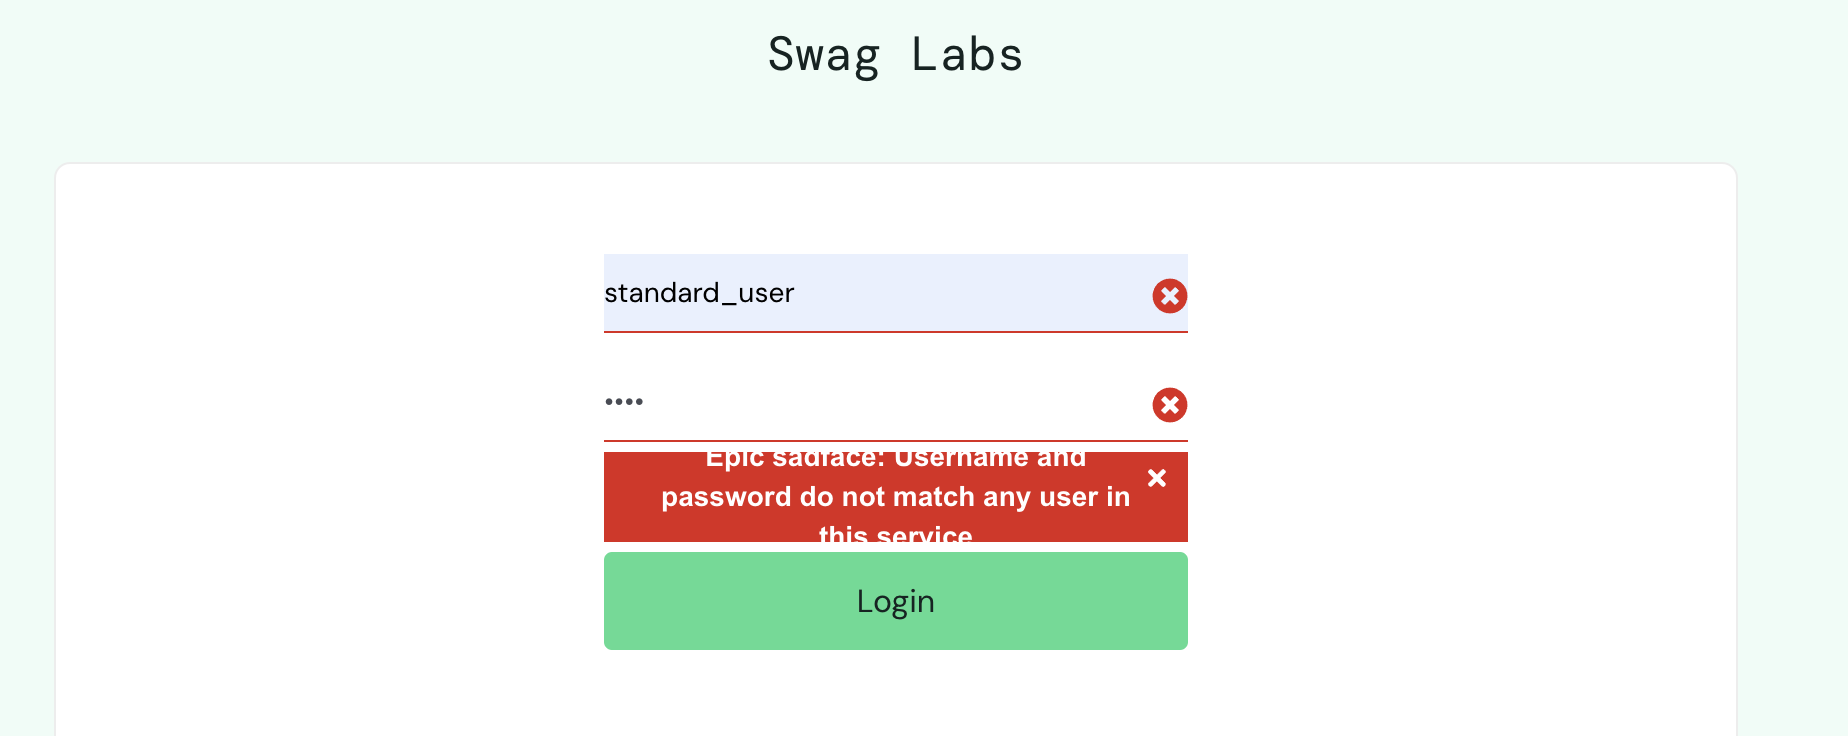 Swag Labs
standard_user
••••
Epic sadface: Username and
password do not match any user in
this service
Login